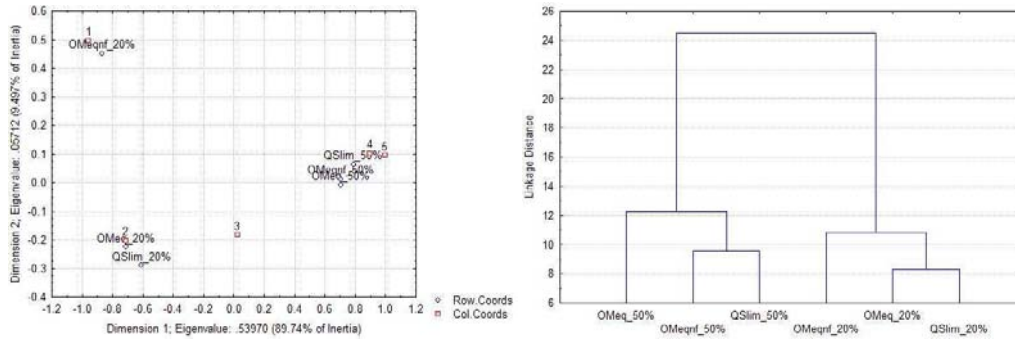 0.6
0.5
0.4
0.3
0.2
0.1
0.0
-0.1
-0.2
-0.3
-0.4
Dimension 2; Eigenvalue: .05712 (9.497% of Inertia)
1
OMeqnf_20%
4
5
QSlim_50%
OMeqnf_50%
OMeq_50%
3
2
OMeq_20%
QSlim_20%
-1.2 -1.0 -0.8 -0.6 -0.4 -0.2 0.0 0.2 0.4 0.6 0.8 1.0 1.2
Dimension 1; Eigenvalue: .53970 (89.74% of Inertia)
Row.Coords
Col.Coords
26
24
22
20
18
16
14
12
10
8
6
Linkage Distance
OMeq_50% QSlim_50% OMeq_20%
OMeqnf_50% OMeqnf_20% QSlim_20%